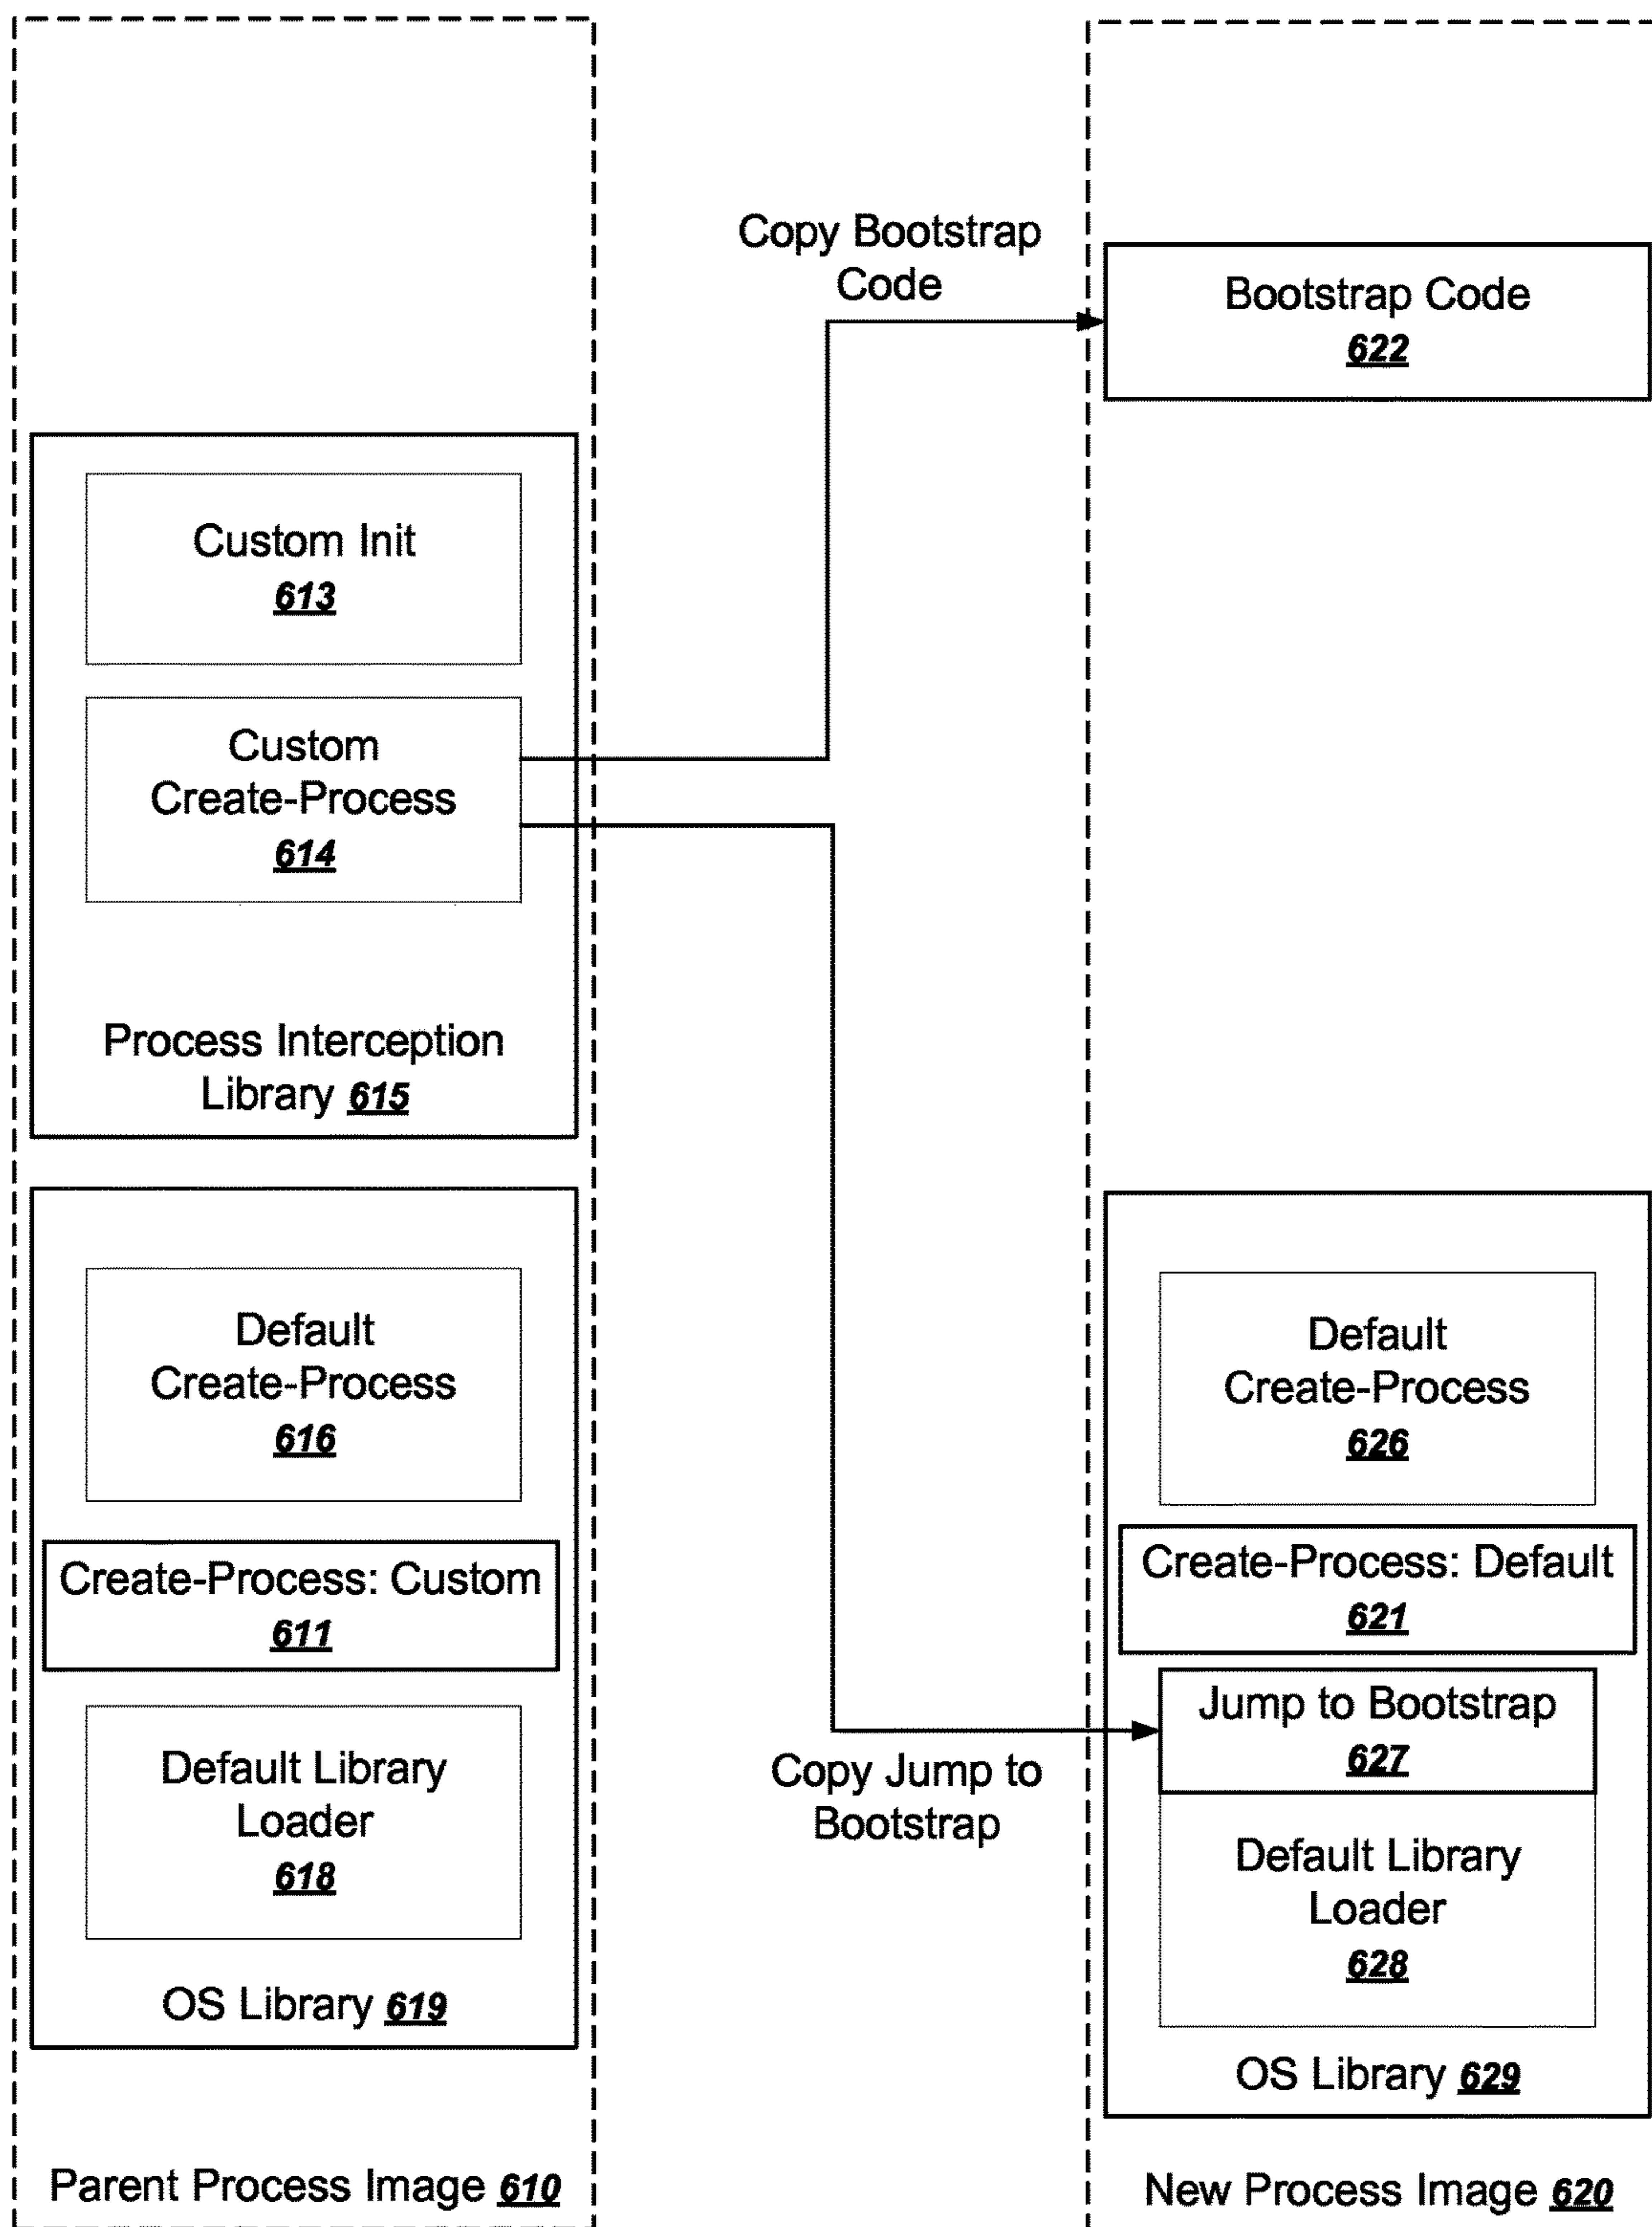 Copy Bootstrap
Code
Bootstrap Code
622
Custom Init
613
Custom
Create-Process
614
Process Interception
Library 615
Default
Create-Process
616
Create-Process: Custom
611
Default Library
Loader
618
OS Library 619
Parent Process Image 610
Copy Jump to
Bootstrap
Default
Create-Process
626
Create-Process: Default
621
Jump to Bootstrap
627
Default Library
Loader
628
OS Library 629
New Process Image 620